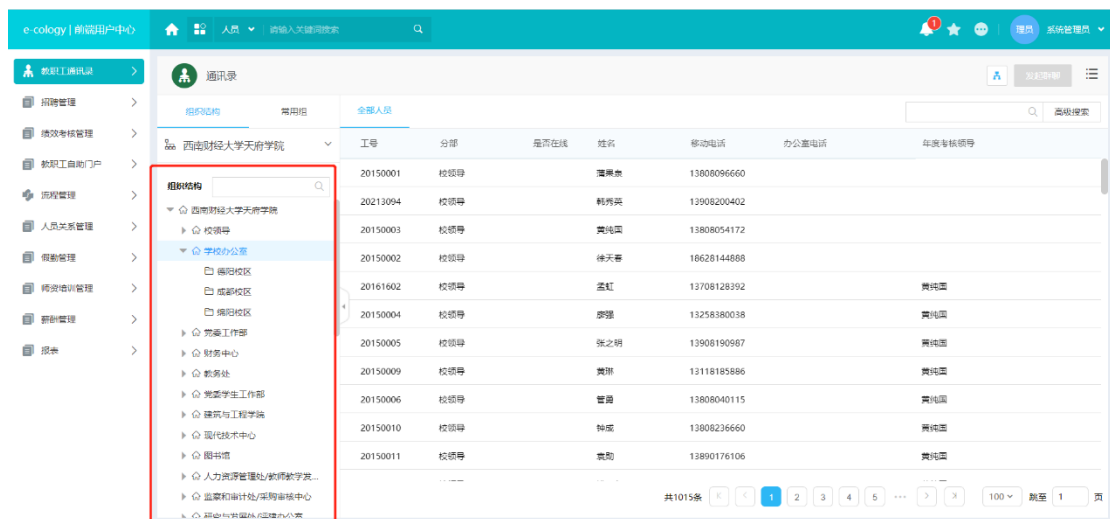 e-cology | 前端用户中心
人员 请输入关键词搜索
理员 系统管理员
教职工通讯录
招聘管理
绩效考核管理
教职工自助门户
流程管理
人员关系管理
假勤管理
师资培训管理
薪酬管理
报表
通讯录
发起群聊
组织结构 常用组
西南财经大学天府学院
组织结构
西南财经大学天府学院
校领导
学校办公室
德阳校区
成都校区
绵阳校区
党委工作部
财务中心
教务处
党委学生工作部
建筑与工程学院
现代技术中心
图书馆
人力资源管理处/教师教学发...
监察和审计处/采购审核中心
全部人员
高级搜索
工号 分部 是否在线 姓名 移动电话 办公室电话 年度考核领导
20150001 校领导 蒲果泉 13808096660
20213094 校领导 韩秀英 13908200402
20150003 校领导 黄纯国 13808054172
20150002 校领导 徐天春 18628144888
20161602 校领导 孟虹 13708128392 黄纯国
20150004 校领导 廖强 13258380038 黄纯国
20150005 校领导 张之明 13908190987 黄纯国
20150009 校领导 黄琳 13118185886 黄纯国
20150006 校领导 管勇 13808040115 黄纯国
20150010 校领导 钟成 13808236660 黄纯国
20150011 校领导 袁勋 13890176106 黄纯国
共1015条 1 2 3 4 5 ··· 100 跳至 1 页